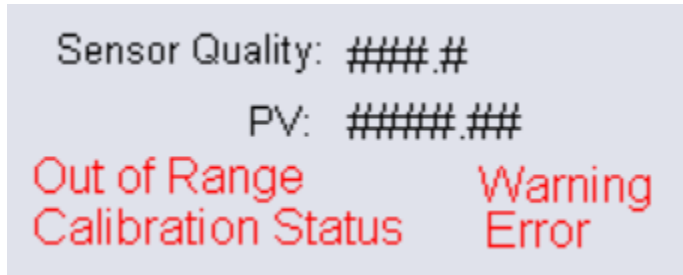 Sensor Quality: ###.#
PV: ####.##
Out of Range Warning
Calibration Status Error